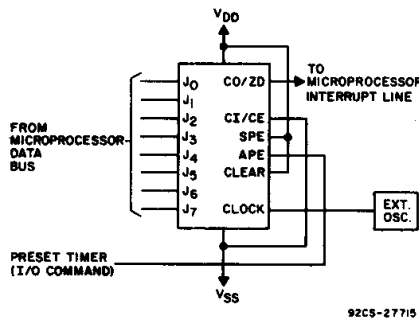 VDD
J0 CO/ZD
J1
J2 CI/CE
J3 SPE
J4 APE
J5 CLEAR
J6
J7 CLOCK
TO
MICROPROCESSOR
INTERRUPT LINE
FROM
MICROPROCESSOR
DATA
BUS
EXT.
OSC.
PRESET TIMER
(I/O COMMAND)
VSS
92CS-27715